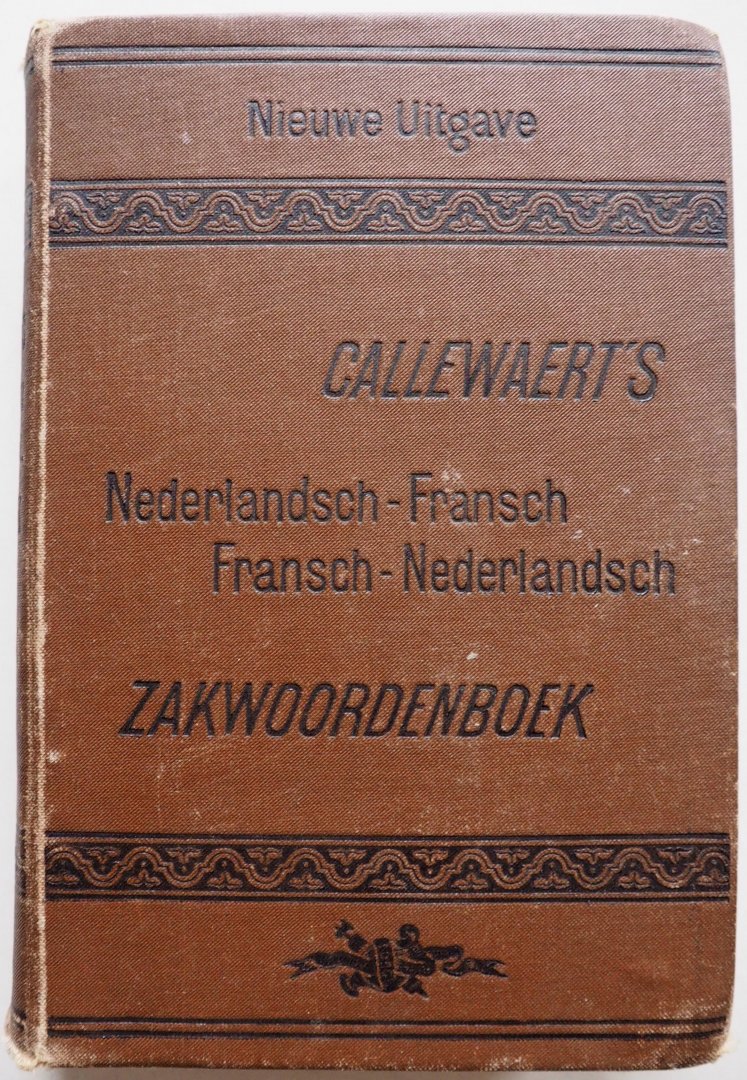 Nieuwe Uitgave
CALLEWAERT'S
Nederlandsch-Fransch
Fransch-Nederlandsch
ZAKWOORDENBOEK